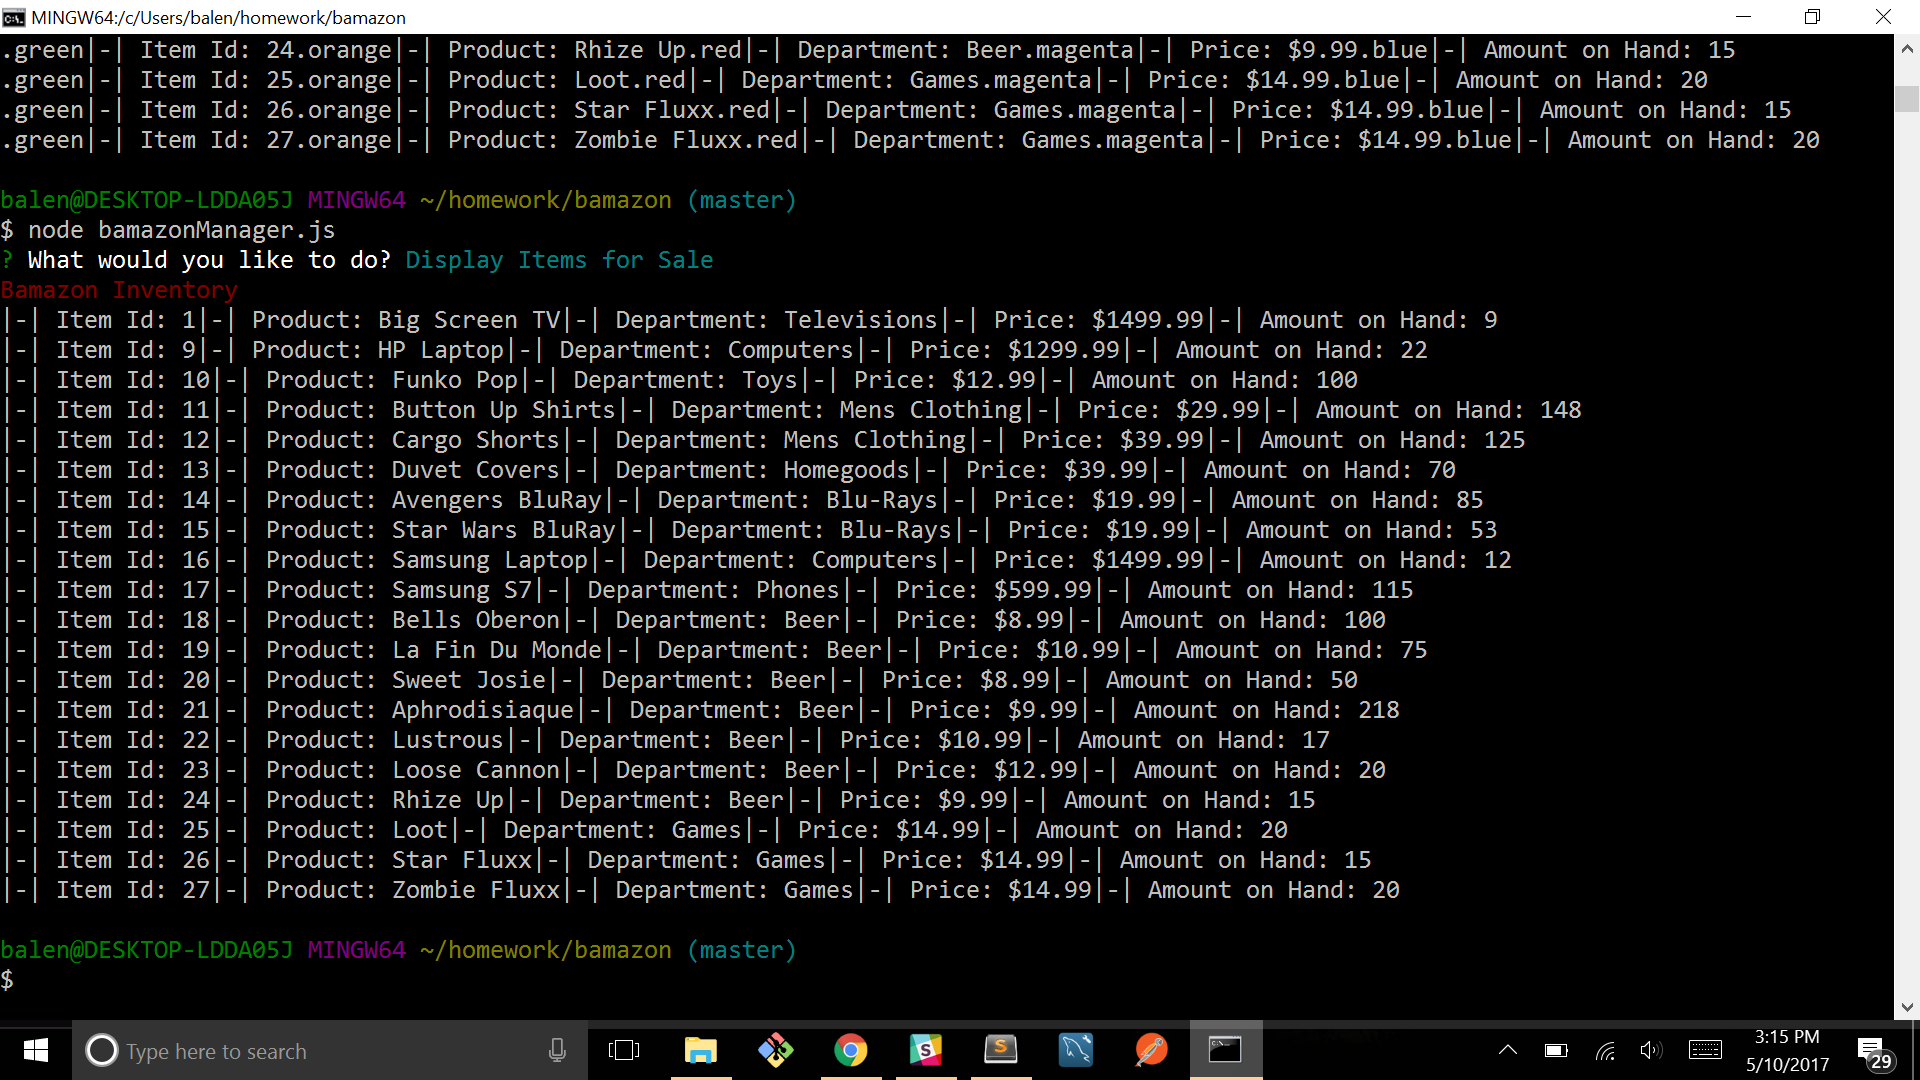 MINGW64:/c/Users/balen/homework/bamazon
.green|-| Item Id: 24.orange|-| Product: Rhize Up.red|-| Department: Beer.magenta|-| Price: $9.99.blue|-| Amount on Hand: 15
.green|-| Item Id: 25.orange|-| Product: Loot.red|-| Department: Games.magenta|-| Price: $14.99.blue|-| Amount on Hand: 20
.green|-| Item Id: 26.orange|-| Product: Star Fluxx.red|-| Department: Games.magenta|-| Price: $14.99.blue|-| Amount on Hand: 15
.green|-| Item Id: 27.orange|-| Product: Zombie Fluxx.red|-| Department: Games.magenta|-| Price: $14.99.blue|-| Amount on Hand: 20
balen@DESKTOP-LDDA05J MINGW64 ~/homework/bamazon (master)
$ node bamazonManager.js
? What would you like to do? Display Items for Sale
Bamazon Inventory
|-| Item Id: 1|-| Product: Big Screen TV|-| Department: Televisions|-| Price: $1499.99|-| Amount on Hand: 9
|-| Item Id: 9|-| Product: HP Laptop|-| Department: Computers|-| Price: $1299.99|-| Amount on Hand: 22
|-| Item Id: 10|-| Product: Funko Pop|-| Department: Toys|-| Price: $12.99|-| Amount on Hand: 100
|-| Item Id: 11|-| Product: Button Up Shirts|-| Department: Mens Clothing|-| Price: $29.99|-| Amount on Hand: 148
|-| Item Id: 12|-| Product: Cargo Shorts|-| Department: Mens Clothing|-| Price: $39.99|-| Amount on Hand: 125
|-| Item Id: 13|-| Product: Duvet Covers|-| Department: Homegoods|-| Price: $39.99|-| Amount on Hand: 70
|-| Item Id: 14|-| Product: Avengers BluRay|-| Department: Blu-Rays|-| Price: $19.99|-| Amount on Hand: 85
|-| Item Id: 15|-| Product: Star Wars BluRay|-| Department: Blu-Rays|-| Price: $19.99|-| Amount on Hand: 53
|-| Item Id: 16|-| Product: Samsung Laptop|-| Department: Computers|-| Price: $1499.99|-| Amount on Hand: 12
|-| Item Id: 17|-| Product: Samsung S7|-| Department: Phones|-| Price: $599.99|-| Amount on Hand: 115
|-| Item Id: 18|-| Product: Bells Oberon|-| Department: Beer|-| Price: $8.99|-| Amount on Hand: 100
|-| Item Id: 19|-| Product: La Fin Du Monde|-| Department: Beer|-| Price: $10.99|-| Amount on Hand: 75
|-| Item Id: 20|-| Product: Sweet Josie|-| Department: Beer|-| Price: $8.99|-| Amount on Hand: 50
|-| Item Id: 21|-| Product: Aphrodisiaque|-| Department: Beer|-| Price: $9.99|-| Amount on Hand: 218
|-| Item Id: 22|-| Product: Lustrous|-| Department: Beer|-| Price: $10.99|-| Amount on Hand: 17
|-| Item Id: 23|-| Product: Loose Cannon|-| Department: Beer|-| Price: $12.99|-| Amount on Hand: 20
|-| Item Id: 24|-| Product: Rhize Up|-| Department: Beer|-| Price: $9.99|-| Amount on Hand: 15
|-| Item Id: 25|-| Product: Loot|-| Department: Games|-| Price: $14.99|-| Amount on Hand: 20
|-| Item Id: 26|-| Product: Star Fluxx|-| Department: Games|-| Price: $14.99|-| Amount on Hand: 15
|-| Item Id: 27|-| Product: Zombie Fluxx|-| Department: Games|-| Price: $14.99|-| Amount on Hand: 20
balen@DESKTOP-LDDA05J MINGW64 ~/homework/bamazon (master)
$
Type here to search
3:15 PM
5/10/2017
29